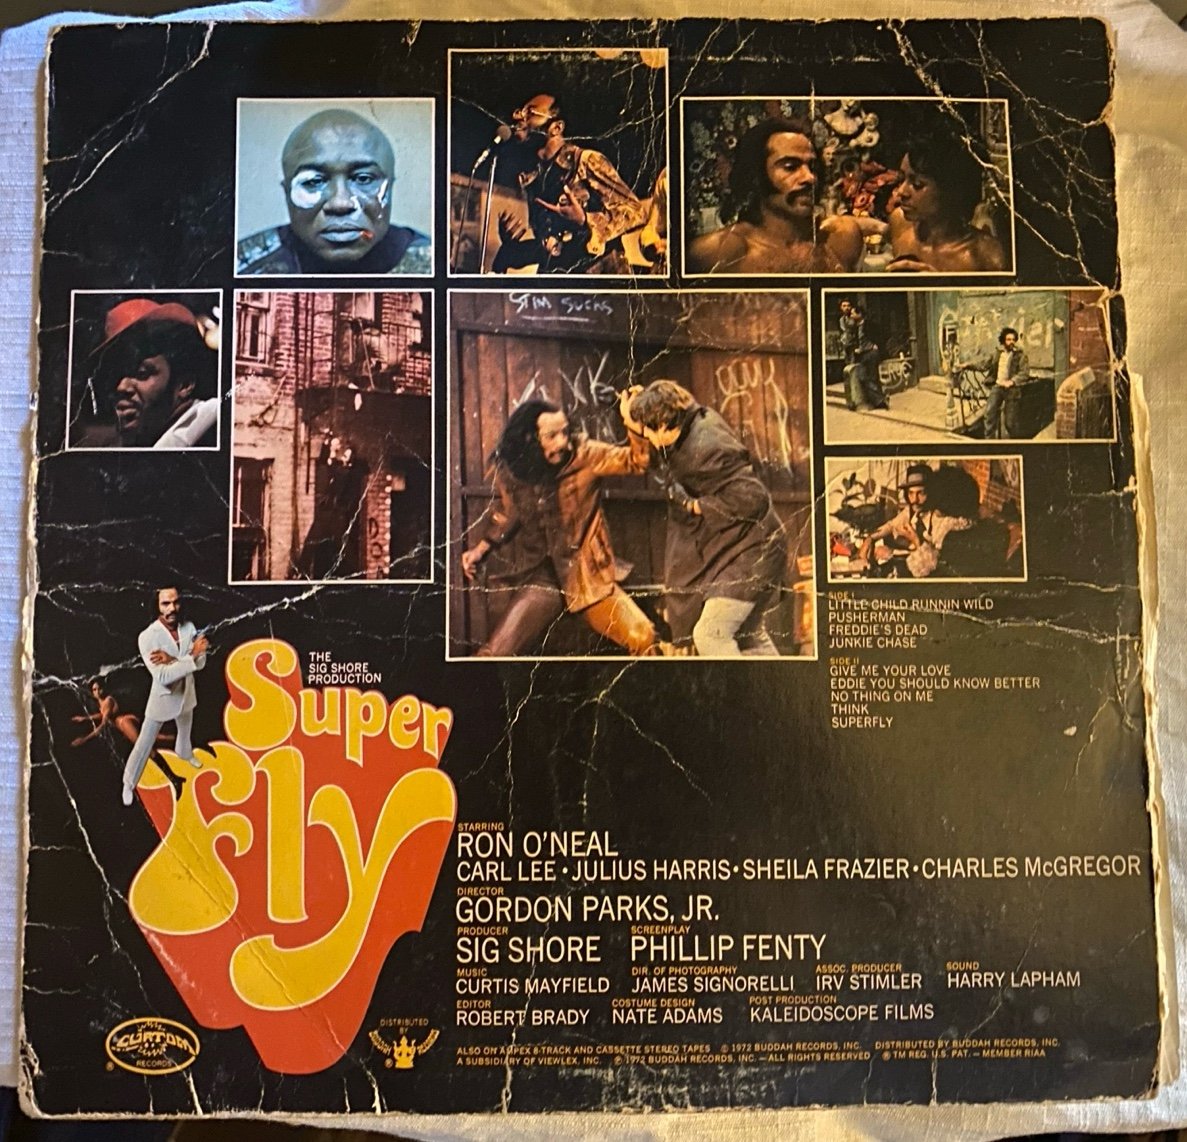 STIM SUCKS
SIDE I
LITTLE CHILD RUNNIN WILD
PUSHERMAN
FREDDIE'S DEAD
JUNKIE CHASE
SIDE II
GIVE ME YOUR LOVE
EDDIE YOU SHOULD KNOW BETTER
NO THING ON ME
THINK
SUPERFLY
THE
SIG SHORE
PRODUCTION
Super
Fly
STARRING
RON O'NEAL
CARL LEE • JULIUS HARRIS • SHEILA FRAZIER • CHARLES McGREGOR
DIRECTOR
GORDON PARKS, JR.
PRODUCER SCREENPLAY
SIG SHORE PHILLIP FENTY
MUSIC DIR. OF PHOTOGRAPHY ASSOC. PRODUCER SOUND
CURTIS MAYFIELD JAMES SIGNORELLI IRV STIMLER HARRY LAPHAM
EDITOR COSTUME DESIGN POST PRODUCTION
ROBERT BRADY NATE ADAMS KALEIDOSCOPE FILMS
CURTOM
® RECORDS
DISTRIBUTED
BY
ALSO ON AMPEX 8-TRACK AND CASSETTE STEREO TAPES © 1972 BUDDAH RECORDS, INC. DISTRIBUTED BY BUDDAH RECORDS, INC.
A SUBSIDIARY OF VIEWLEX, INC. ℗ 1972 BUDDAH RECORDS, INC. — ALL RIGHTS RESERVED ® TM REG. U.S. PAT. — MEMBER RIAA